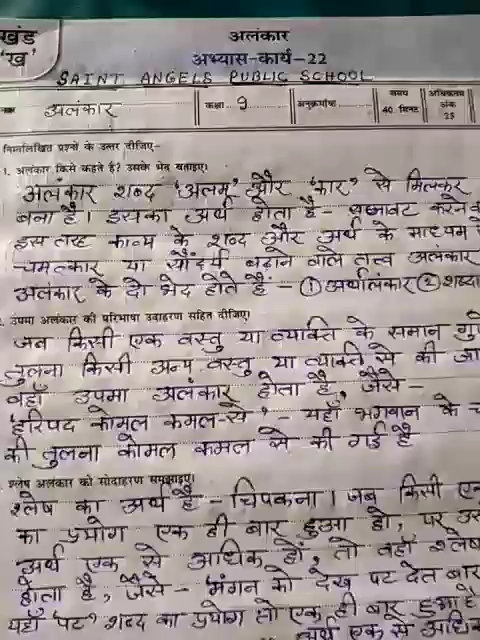 खंड
'ख'
अलंकार
अभ्यास-कार्य-22
SAINT ANGELS PUBLIC SCHOOL
अलंकार कक्षा 9 अनुक्रमांक समय 40 मिनट अधिकतम अंक 25
निम्नलिखित प्रश्नों के उत्तर दीजिए-
1. अलंकार किसे कहते हैं? उसके भेद बताइए।
अलंकार शब्द 'अलम्' और 'कार' से मिलकर
बना है। इसका अर्थ होता है-
इस तरह काव्य के शब्द और अर्थ के माध्यम से
चमत्कार या सौंदर्य बढ़ाने वाले तत्व अलंकार
अलंकार के दो भेद होते हैं - ① अर्थालंकार ② शब्दा
2. उपमा अलंकार की परिभाषा उदाहरण सहित दीजिए।
जब किसी एक वस्तु या व्यक्ति के समान गु
तुलना किसी अन्य वस्तु या व्यक्ति से की जा
वहाँ उपमा अलंकार होता है, जैसे-
'हरिपद कोमल कमल-से' - यहाँ भगवान के च
की तुलना कोमल कमल से की गई है
श्लेष अलंकार को सोदाहरण समझाइए।
श्लेष का अर्थ है - चिपकना। जब किसी ए
का प्रयोग एक ही बार हुआ हो, पर उस
अर्थ एक से अधिक हों, तो वहाँ श्लेष
होता है, जैसे- मंगन को देख पट देत बार
यहाँ 'पट' शब्द का प्रयोग तो एक ही बार हुआ है
अर्थ एक से अधि